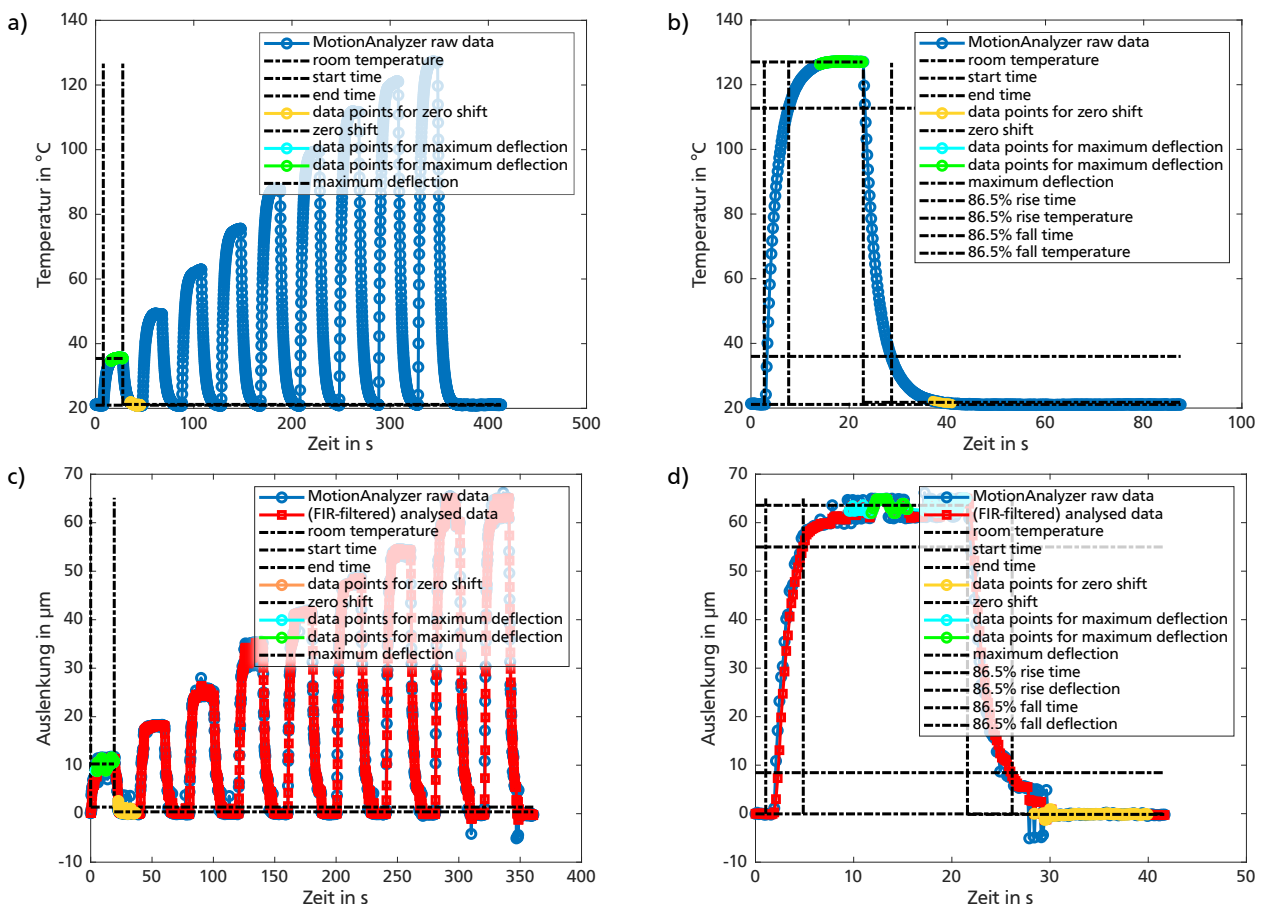 a)
140
120
100
80
60
40
20
0
100
200
300
400
500
Temperatur in °C
Zeit in s
MotionAnalyzer raw data
room temperature
start time
end time
data points for zero shift
zero shift
data points for maximum deflection
data points for maximum deflection
maximum deflection
b)
140
120
100
80
60
40
20
0
20
40
60
80
100
Temperatur in °C
Zeit in s
MotionAnalyzer raw data
room temperature
start time
end time
data points for zero shift
zero shift
data points for maximum deflection
data points for maximum deflection
maximum deflection
86.5% rise time
86.5% rise temperature
86.5% fall time
86.5% fall temperature
c)
70
60
50
40
30
20
10
0
-10
0
50
100
150
200
250
300
350
400
Auslenkung in µm
Zeit in s
MotionAnalyzer raw data
(FIR-filtered) analysed data
room temperature
start time
end time
data points for zero shift
zero shift
data points for maximum deflection
data points for maximum deflection
maximum deflection
d)
70
60
50
40
30
20
10
0
-10
0
10
20
30
40
50
Auslenkung in µm
Zeit in s
MotionAnalyzer raw data
(FIR-filtered) analysed data
room temperature
start time
end time
data points for zero shift
zero shift
data points for maximum deflection
data points for maximum deflection
maximum deflection
86.5% rise time
86.5% rise deflection
86.5% fall time
86.5% fall deflection